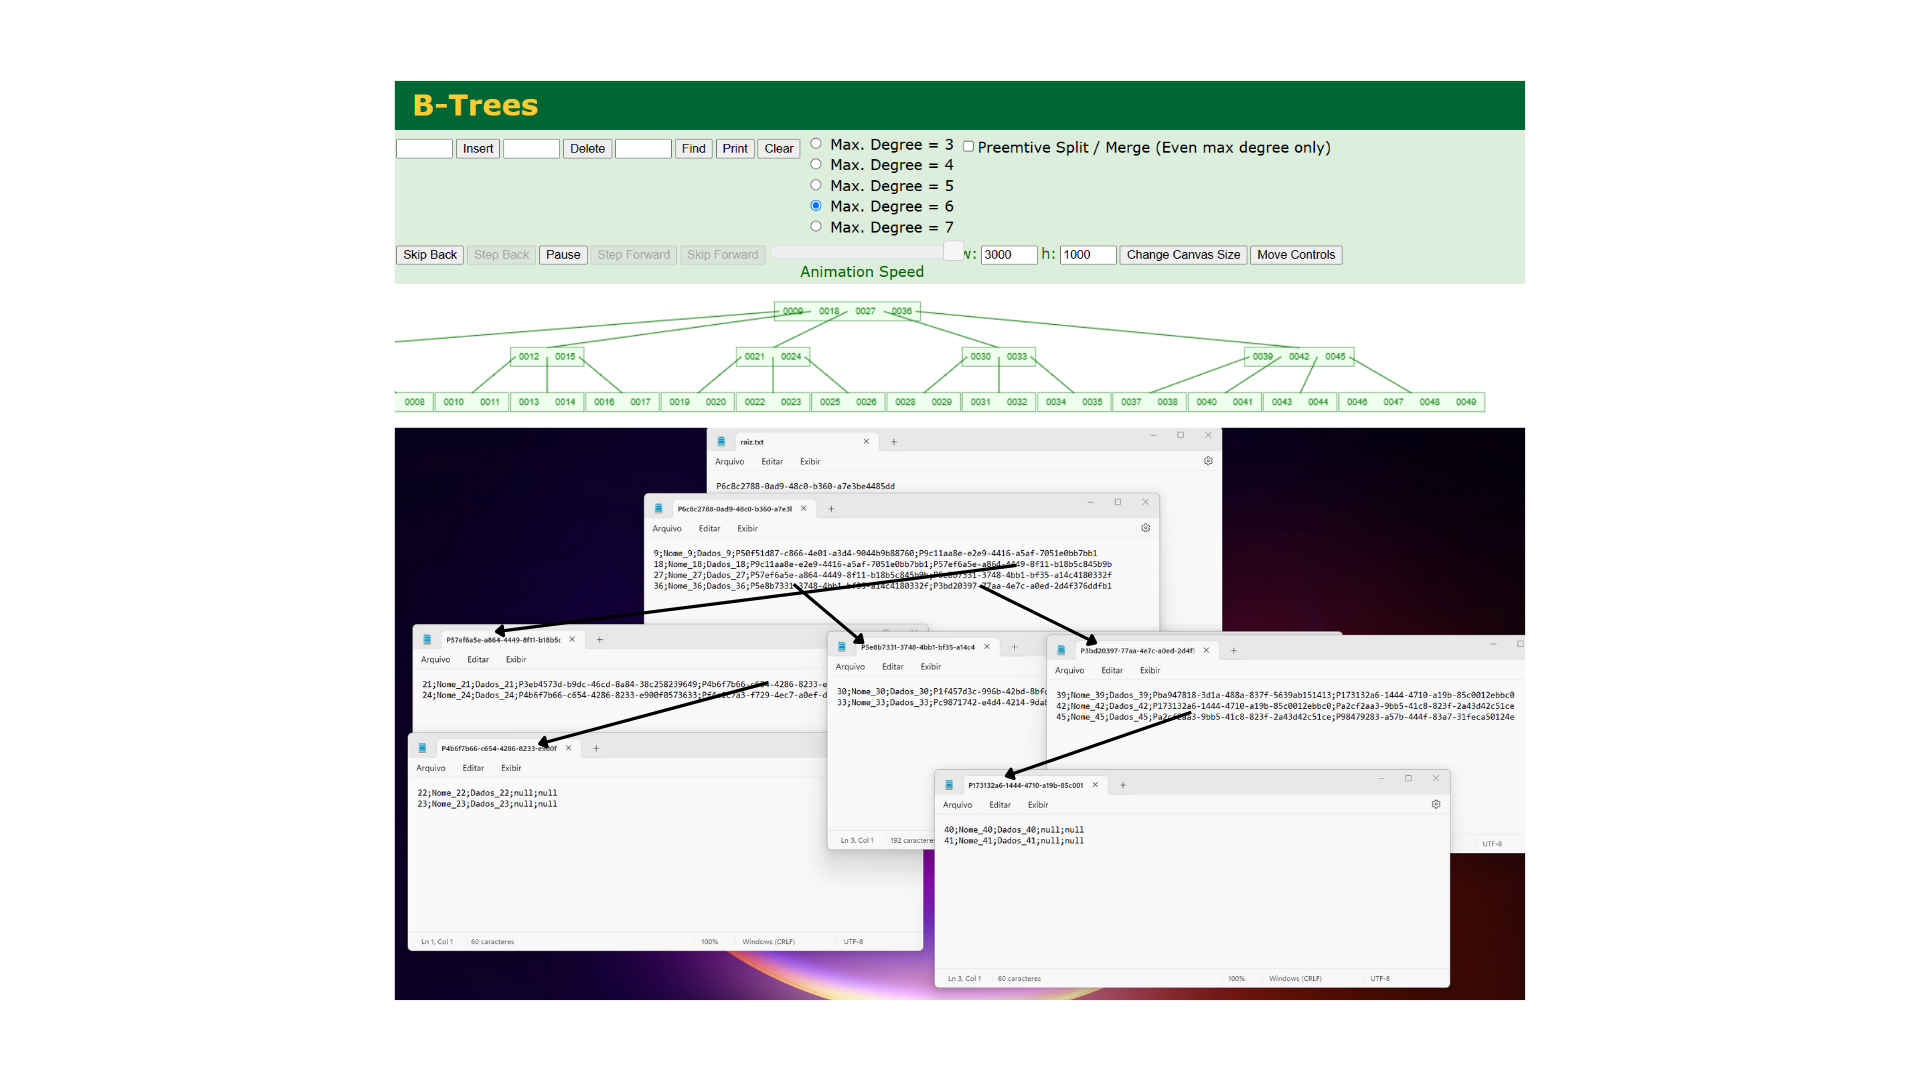 B-Trees
Insert Delete Find Print Clear
Max. Degree = 3
Max. Degree = 4
Max. Degree = 5
Max. Degree = 6
Max. Degree = 7
Preemtive Split / Merge (Even max degree only)
Skip Back Step Back Pause Step Forward Skip Forward
Animation Speed
w: 3000 h: 1000 Change Canvas Size Move Controls
0009 0018 0027 0036
0012 0015 0021 0024 0030 0033 0039 0042 0045
0008 0010 0011 0013 0014 0016 0017 0019 0020 0022 0023 0025 0026 0028 0029 0031 0032 0034 0035 0037 0038 0040 0041 0043 0044 0046 0047 0048 0049
raiz.txt
Arquivo Editar Exibir
P6c8c2788-0ad9-48c0-b360-a7e3be4485dd
P6c8c2788-0ad9-48c0-b360-a7e3l
Arquivo Editar Exibir
9;Nome_9;Dados_9;P50f51d87-c866-4e01-a3d4-9044b9b88760;P9c11aa8e-e2e9-4416-a5af-7051e0bb7bb1
18;Nome_18;Dados_18;P9c11aa8e-e2e9-4416-a5af-7051e0bb7bb1;P57ef6a5e-a864-4449-8f11-b18b5c845b9b
27;Nome_27;Dados_27;P57ef6a5e-a864-4449-8f11-b18b5c845b9b;P5e8b7331-3748-4bb1-bf35-a14c4180332f
36;Nome_36;Dados_36;P5e8b7331-3748-4bb1-bf35-a14c4180332f;P3bd20397-77aa-4e7c-a0ed-2d4f376ddfb1
P57ef6a5e-a864-4449-8f11-b18b5c
Arquivo Editar Exibir
21;Nome_21;Dados_21;P3eb4573d-b9dc-46cd-8a84-38c258239649;P4b6f7b66-c654-4286-8233-e
24;Nome_24;Dados_24;P4b6f7b66-c654-4286-8233-e900f0573633;
P5e8b7331-3748-4bb1-bf35-a14c4
Arquivo Editar Exibir
30;Nome_30;Dados_30;P1f457d3c-996b-42bd-8bfc
33;Nome_33;Dados_33;Pc9871742-e4d4-4214-9dab
Ln 3, Col 1 192 caractere
P3bd20397-77aa-4e7c-a0ed-2d4f:
Arquivo Editar Exibir
39;Nome_39;Dados_39;Pba947818-3d1a-488a-837f-5639ab151413;P173132a6-1444-4710-a19b-85c0012ebbc0
42;Nome_42;Dados_42;P173132a6-1444-4710-a19b-85c0012ebbc0;Pa2cf2aa3-9bb5-41c8-823f-2a43d42c51ce
45;Nome_45;Dados_45;Pa2cf2aa3-9bb5-41c8-823f-2a43d42c51ce;P98479283-a57b-444f-83a7-31feca50124e
UTF-8
P4b6f7b66-c654-4286-8233-e900f
Arquivo Editar Exibir
22;Nome_22;Dados_22;null;null
23;Nome_23;Dados_23;null;null
Ln 1, Col 1 60 caracteres 100% Windows (CRLF) UTF-8
P173132a6-1444-4710-a19b-85c001
Arquivo Editar Exibir
40;Nome_40;Dados_40;null;null
41;Nome_41;Dados_41;null;null
Ln 3, Col 1 60 caracteres 100% Windows (CRLF) UTF-8